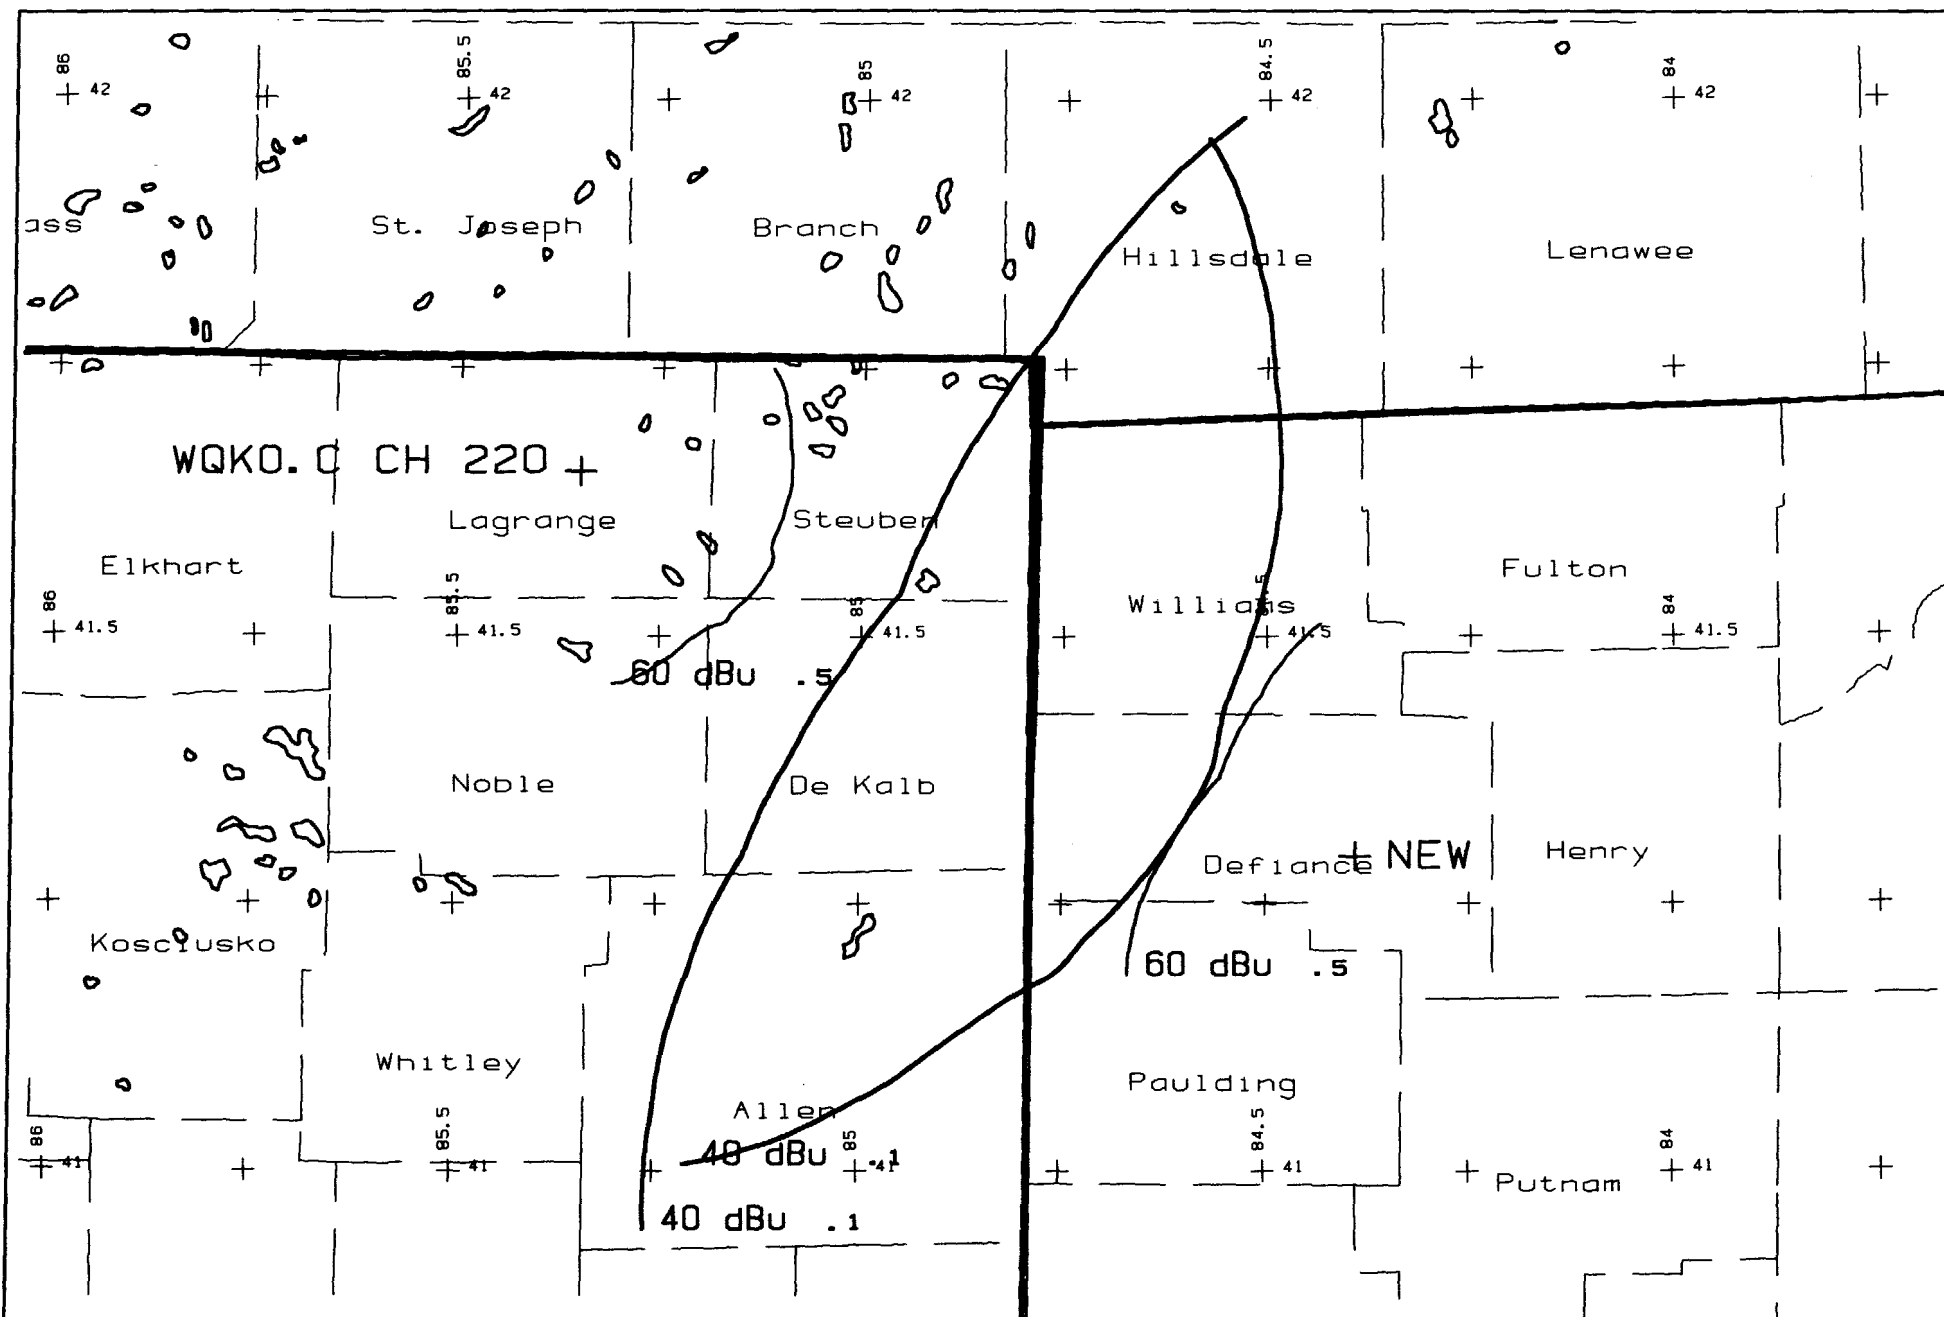 86 85.5 85 84.5 84
42 42 42 42 42
ass St. Joseph Branch Hillsdale Lenawee
WQKO.C CH 220
Lagrange Steuben
Elkhart Williams Fulton
86 85.5 85 84.5 84
41.5 41.5 41.5 41.5 41.5
60 dBu .5
Noble De Kalb
Defiance NEW Henry
Kosciusko
60 dBu .5
Whitley Paulding
Allen
86 85.5 85 84.5 84
40 dBu .1
41 41 41 41 41
Putnam
40 dBu .1